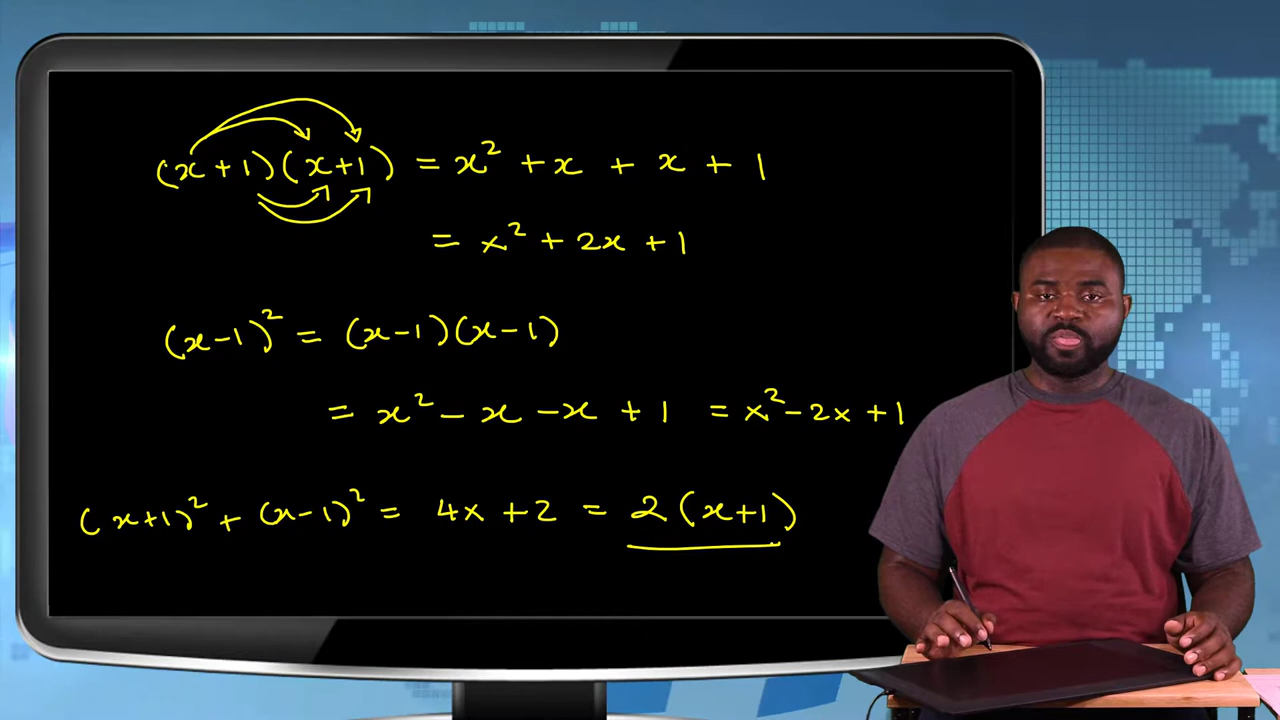 (x+1)(x+1) = x² + x + x + 1
= x² + 2x + 1
(x-1)² = (x-1)(x-1)
= x² - x - x + 1 = x² - 2x + 1
(x+1)² + (x-1)² = 4x + 2 = 2(x+1)